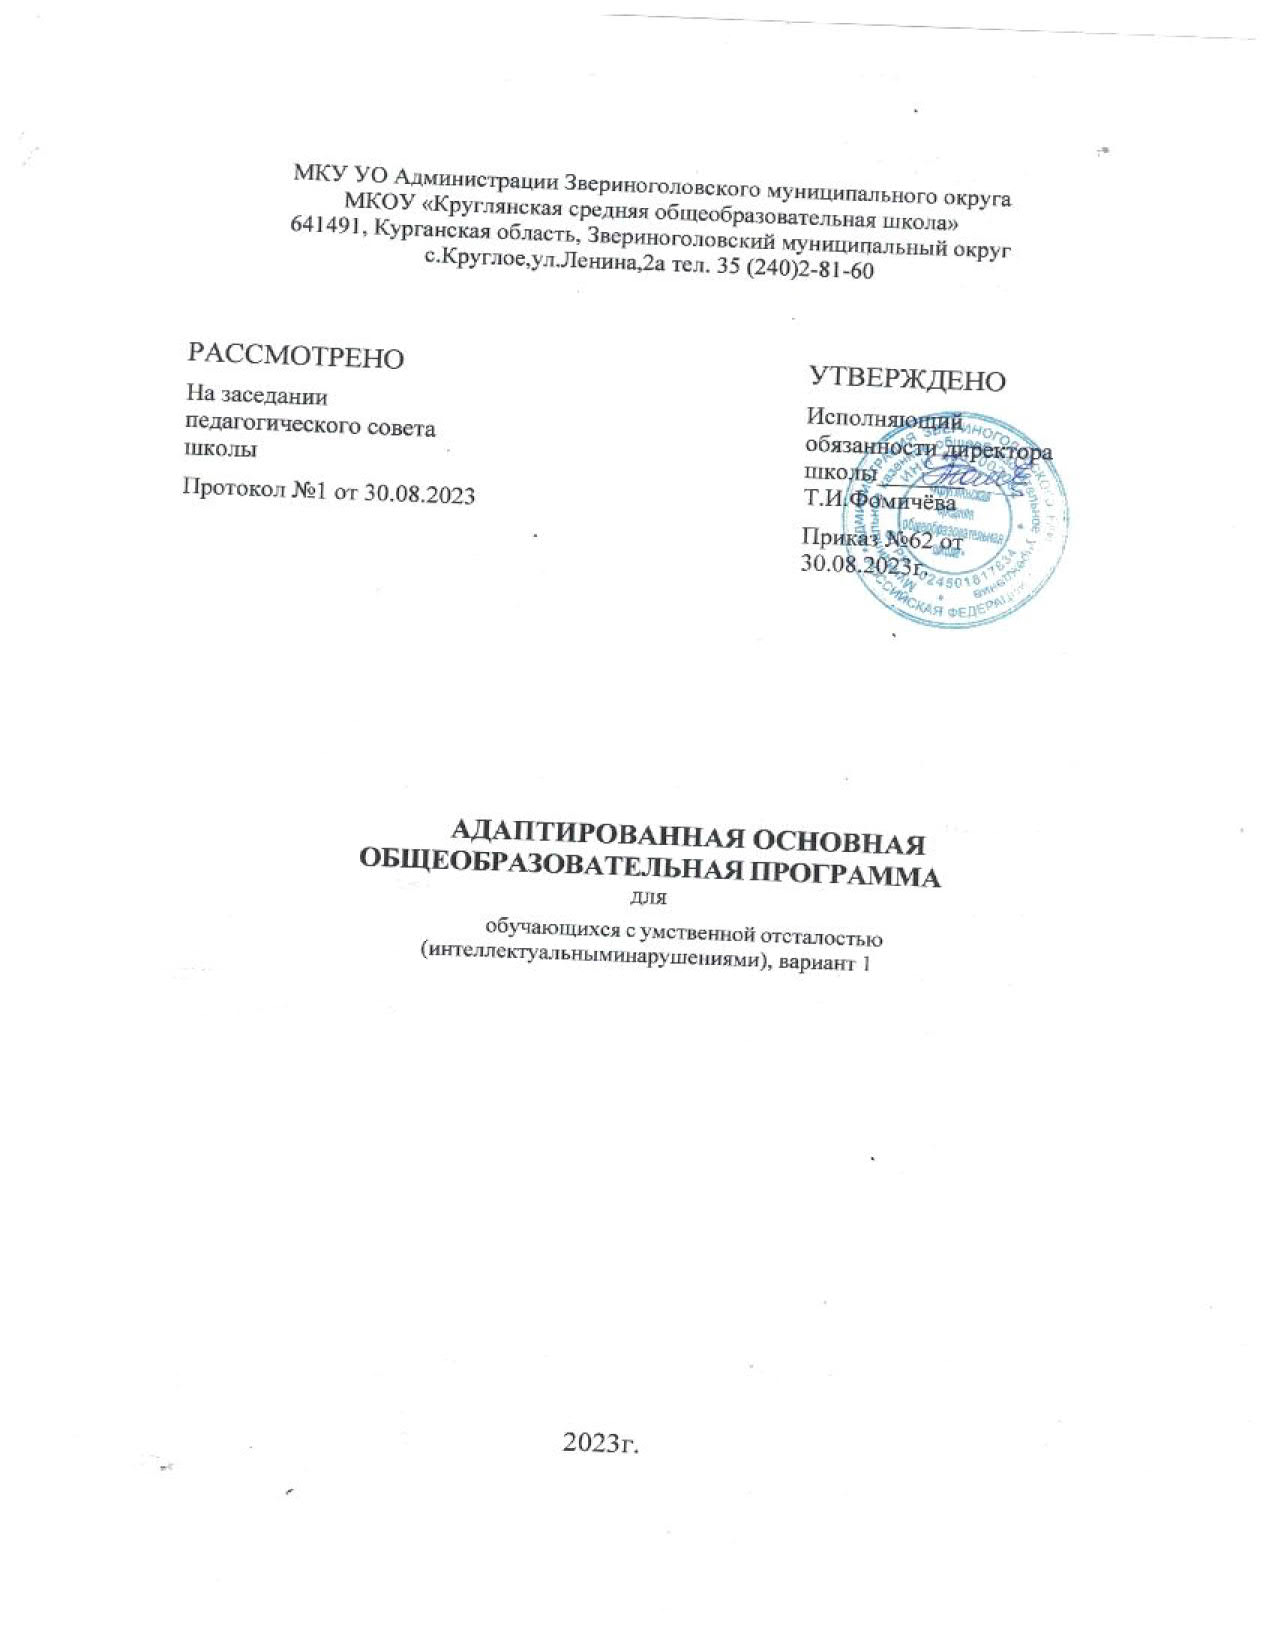 МКУ УО Администрации Звериноголовского муниципального округа
МКОУ «Круглянская средняя общеобразовательная школа»
641491, Курганская область, Звериноголовский муниципальный округ
с.Круглое,ул.Ленина,2а тел. 35 (240)2-81-60
РАССМОТРЕНО
На заседании
педагогического совета
школы
Протокол №1 от 30.08.2023
УТВЕРЖДЕНО
Исполняющий
обязанности директора
школы
Т.И.Фомичёва
Приказ №62 от
30.08.2023г.
РОССИЙСКАЯ ФЕДЕРАЦИЯ
общеобразовательная
АДАПТИРОВАННАЯ ОСНОВНАЯ
ОБЩЕОБРАЗОВАТЕЛЬНАЯ ПРОГРАММА
для
обучающихся с умственной отсталостью
(интеллектуальныминарушениями), вариант 1
2023г.